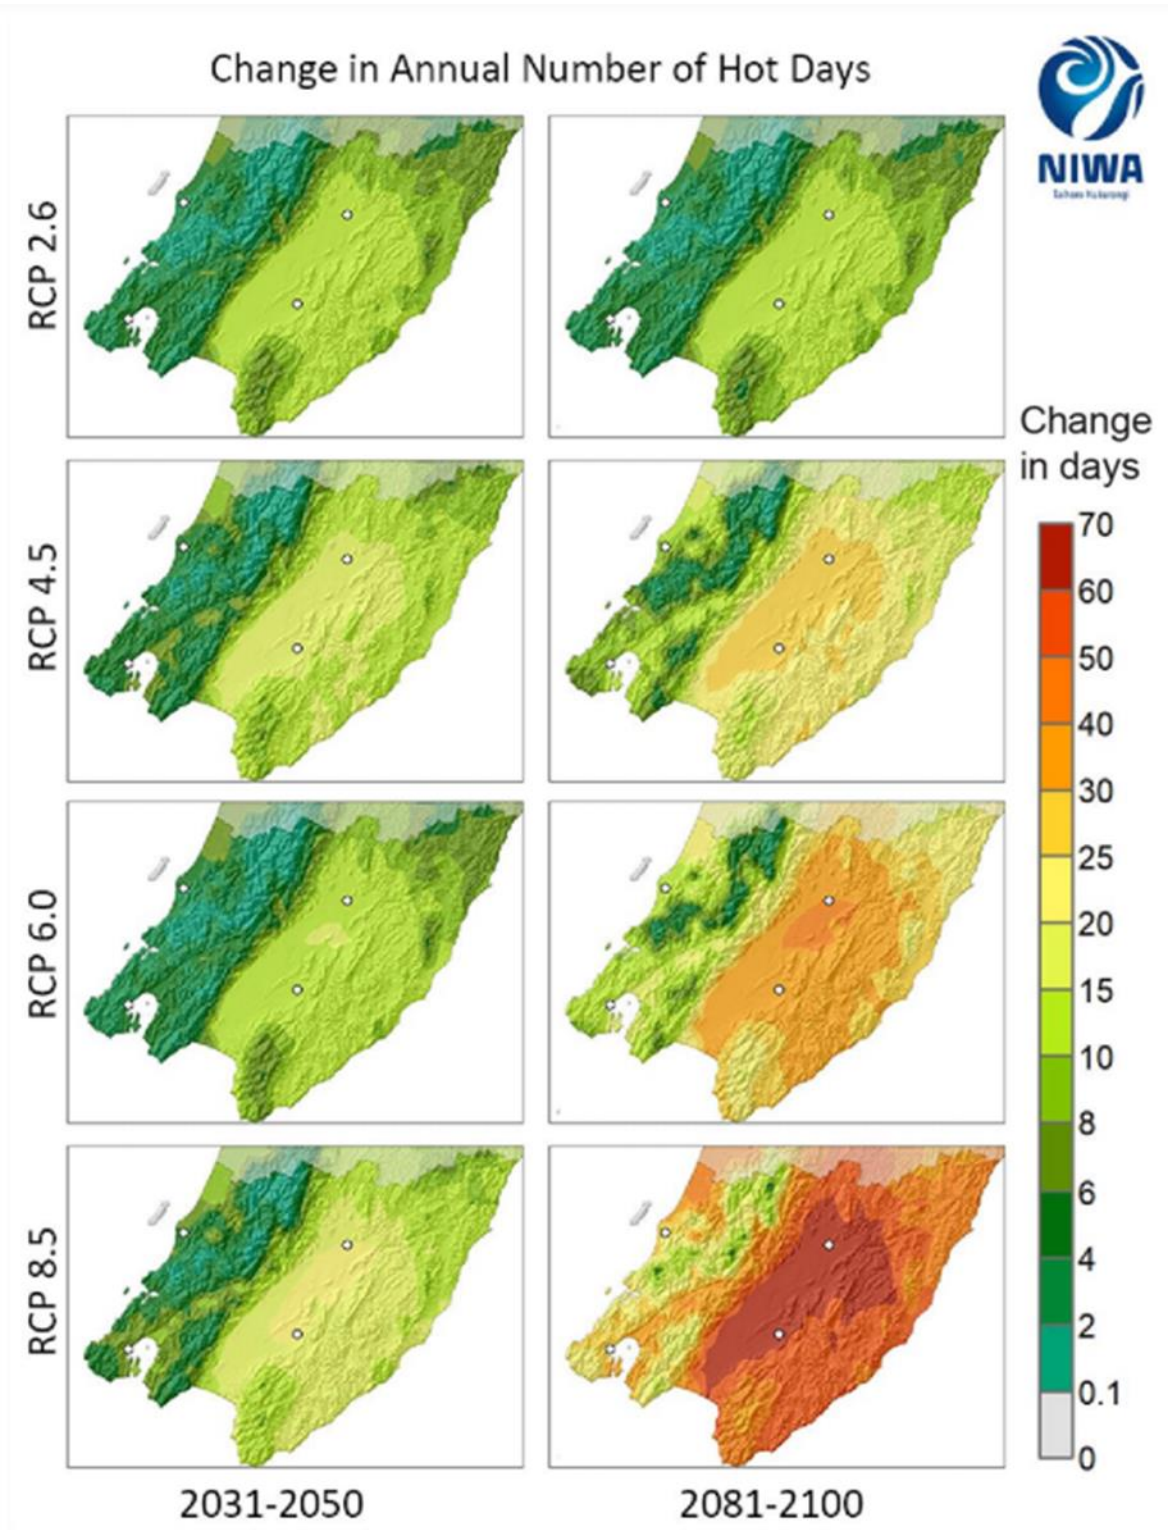 Change in Annual Number of Hot Days
NIWA
Taihoro Nukurangi
RCP 2.6
RCP 4.5
RCP 6.0
RCP 8.5
2031-2050
2081-2100
Change
in days
70
60
50
40
30
25
20
15
10
8
6
4
2
0.1
0